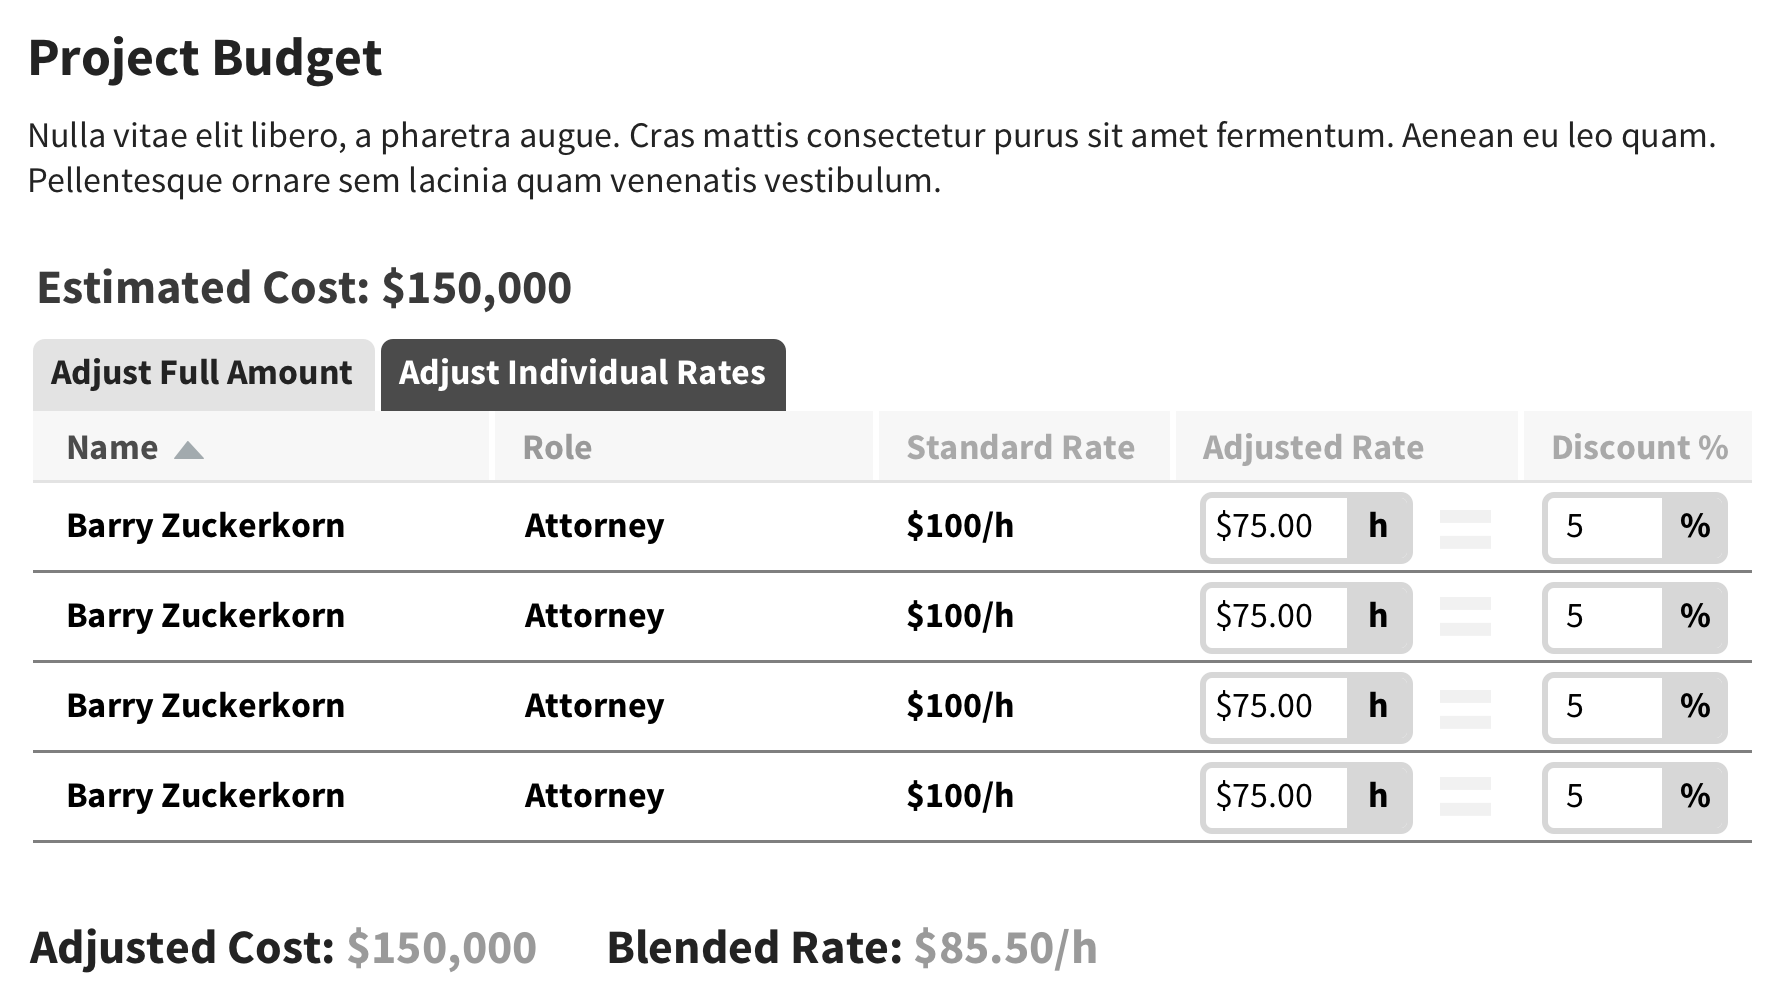 Project Budget
Nulla vitae elit libero, a pharetra augue. Cras mattis consectetur purus sit amet fermentum. Aenean eu leo quam.
Pellentesque ornare sem lacinia quam venenatis vestibulum.
Estimated Cost: $150,000
Adjust Full Amount Adjust Individual Rates
Name Role Standard Rate Adjusted Rate Discount %
Barry Zuckerkorn Attorney $100/h $75.00 h 5 %
Barry Zuckerkorn Attorney $100/h $75.00 h 5 %
Barry Zuckerkorn Attorney $100/h $75.00 h 5 %
Barry Zuckerkorn Attorney $100/h $75.00 h 5 %
Adjusted Cost: $150,000 Blended Rate: $85.50/h